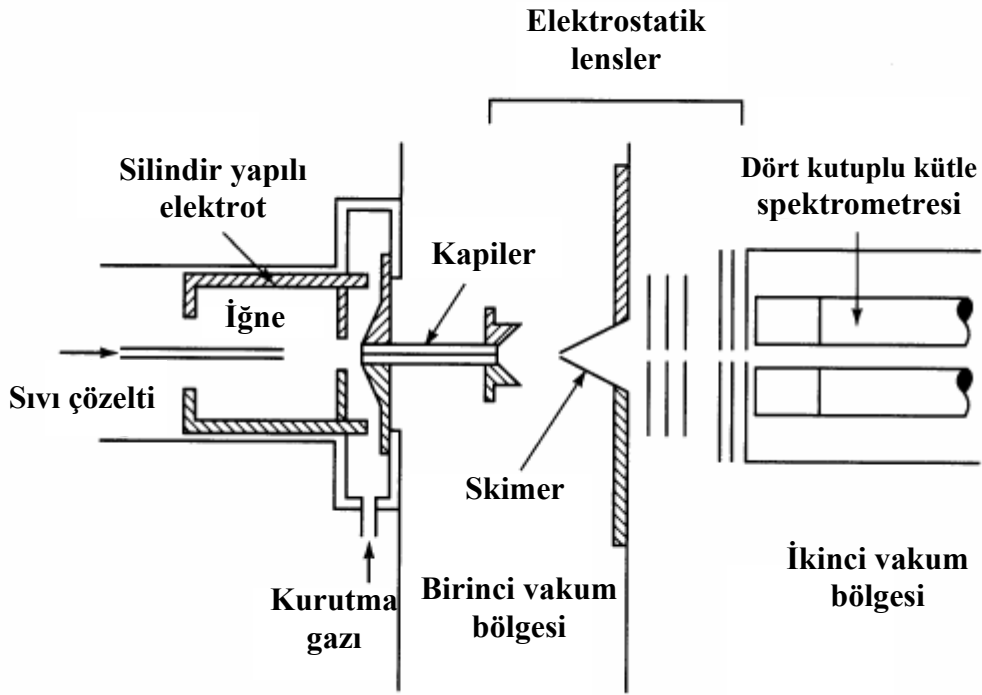 Elektrostatik
lensler
Silindir yapılı
elektrot
Dört kutuplu kütle
spektrometresi
Kapiler
İğne
Sıvı çözelti
Skimer
Kurutma
gazı
Birinci vakum
bölgesi
İkinci vakum
bölgesi